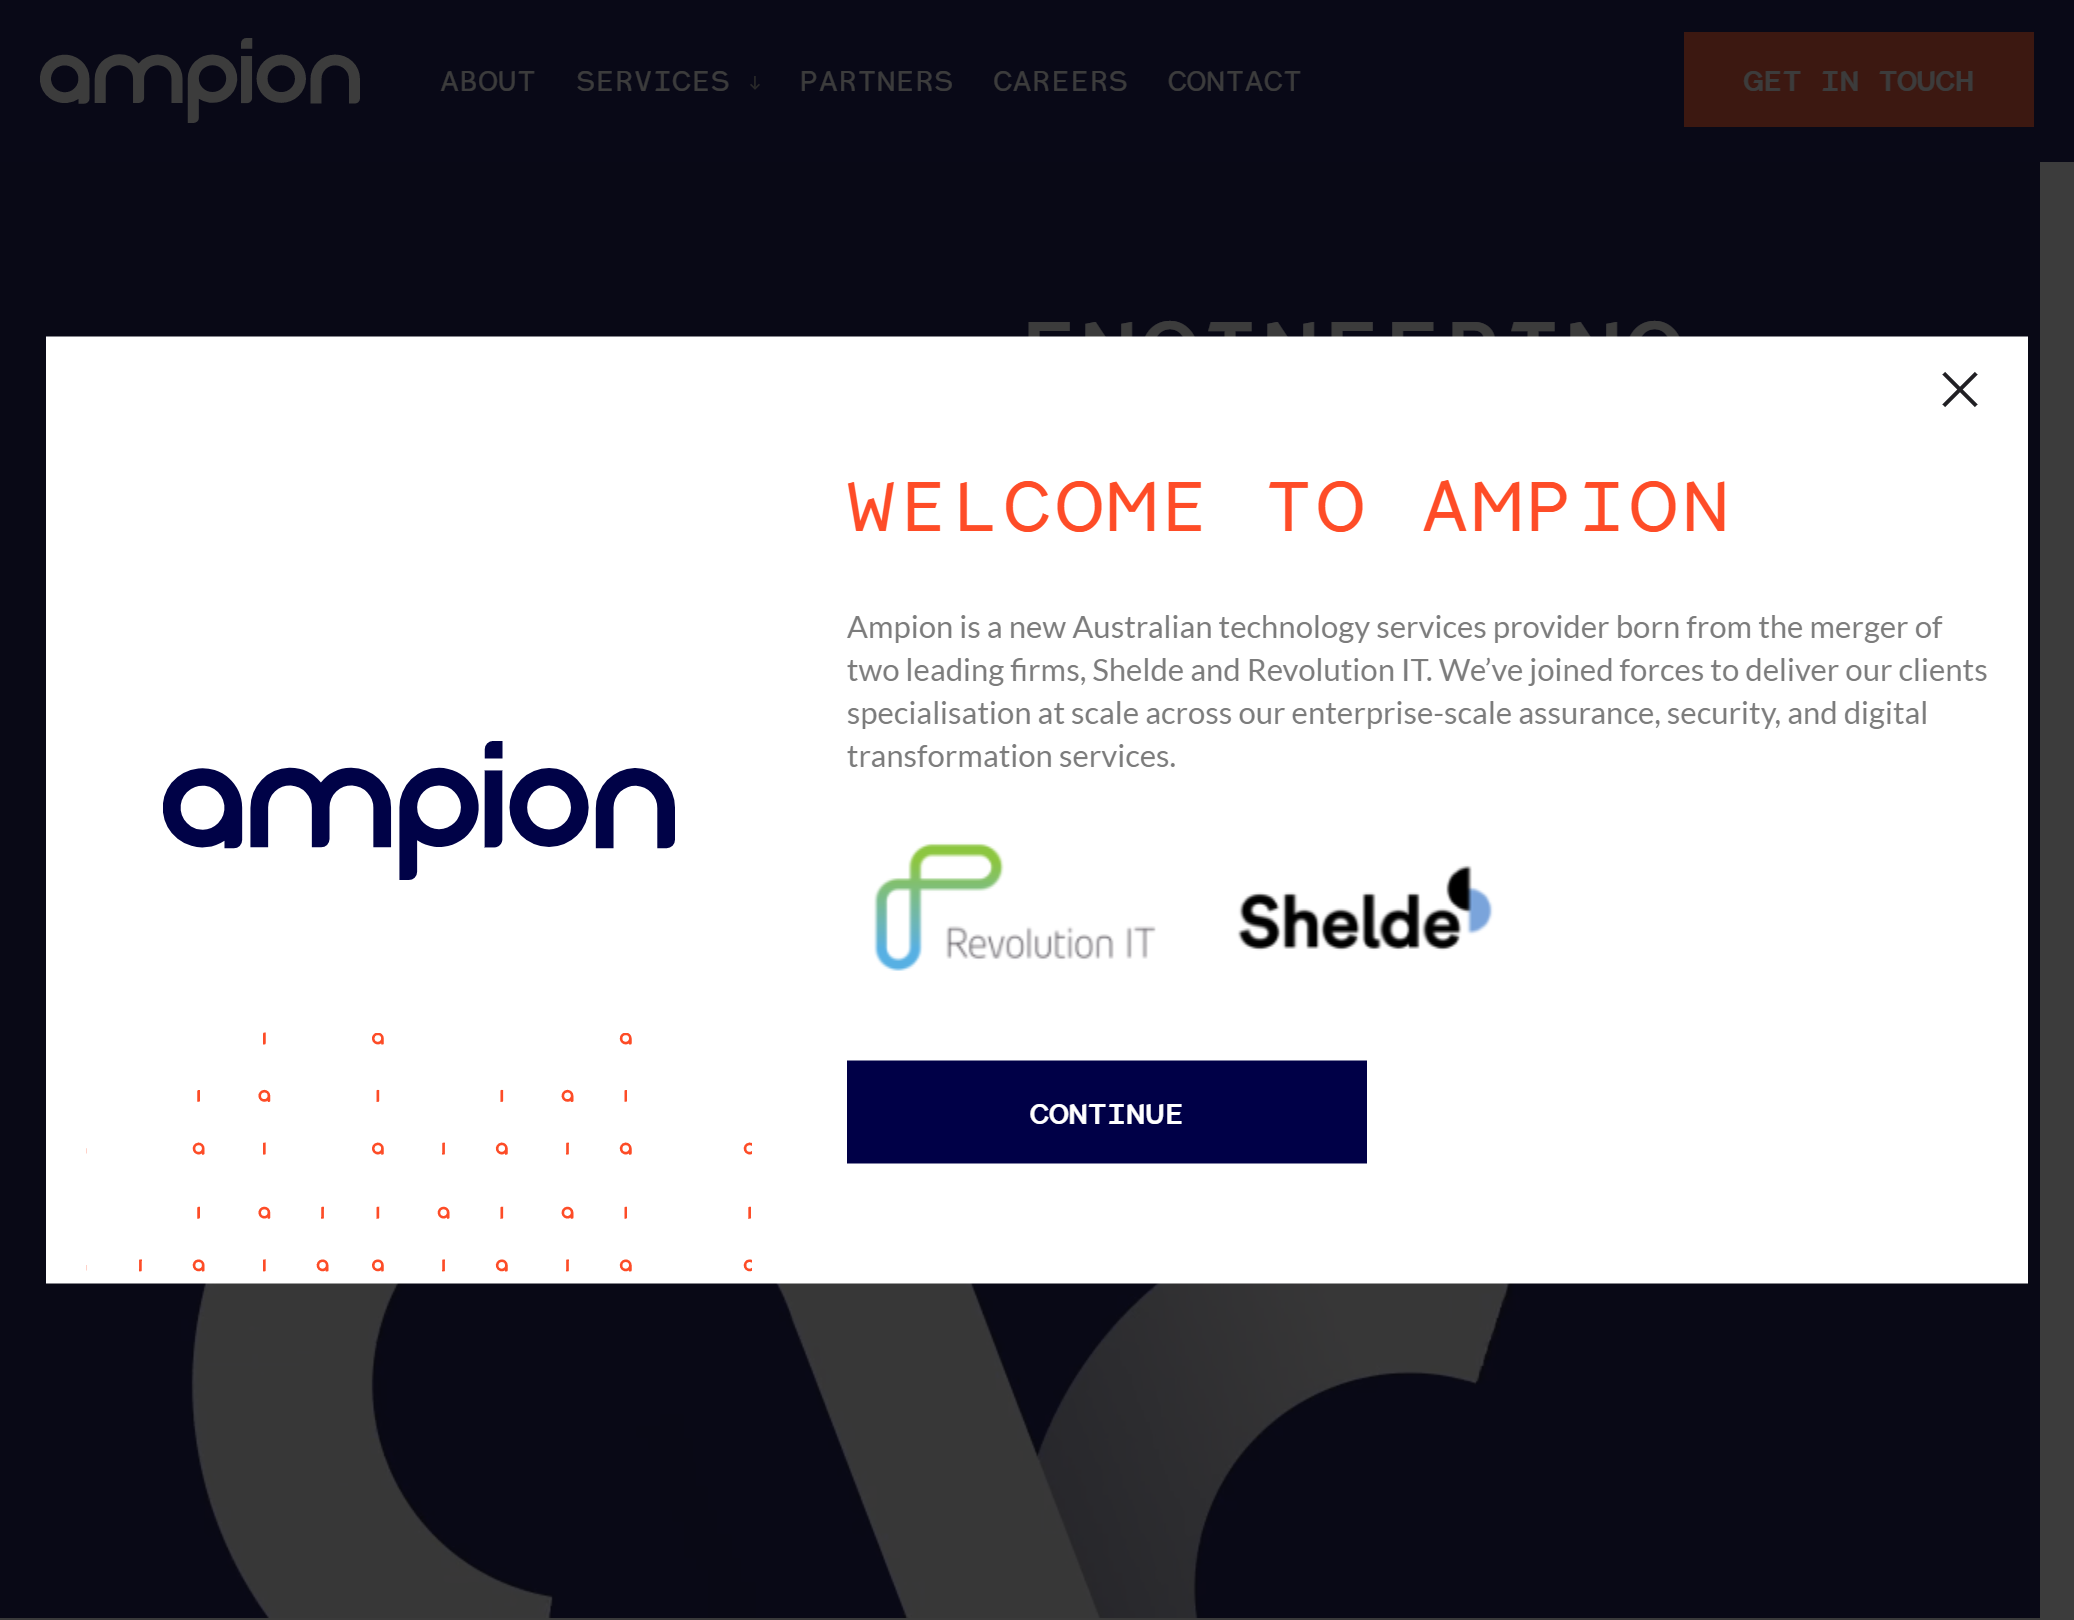 ampion ABOUT SERVICES ↓ PARTNERS CAREERS CONTACT GET IN TOUCH
ENGINEERING
WELCOME TO AMPION
Ampion is a new Australian technology services provider born from the merger of
two leading firms, Shelde and Revolution IT. We’ve joined forces to deliver our clients
specialisation at scale across our enterprise-scale assurance, security, and digital
transformation services.
ampion
Revolution IT Shelde
CONTINUE